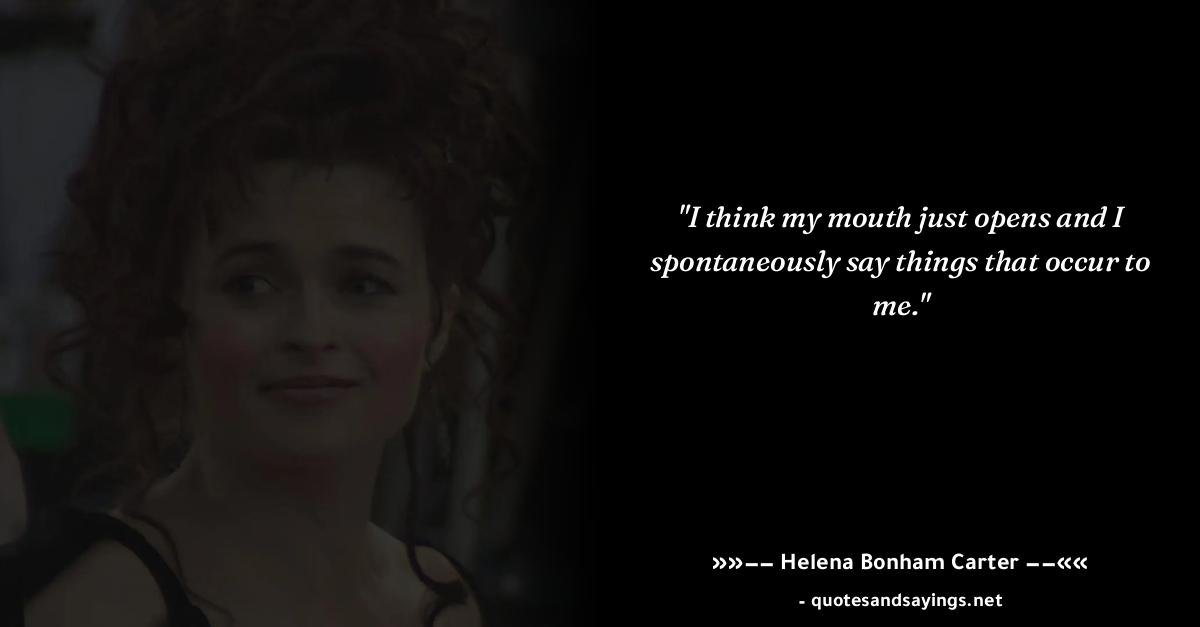 "I think my mouth just opens and I
spontaneously say things that occur to
me."
»»−− Helena Bonham Carter −−««
- quotesandsayings.net